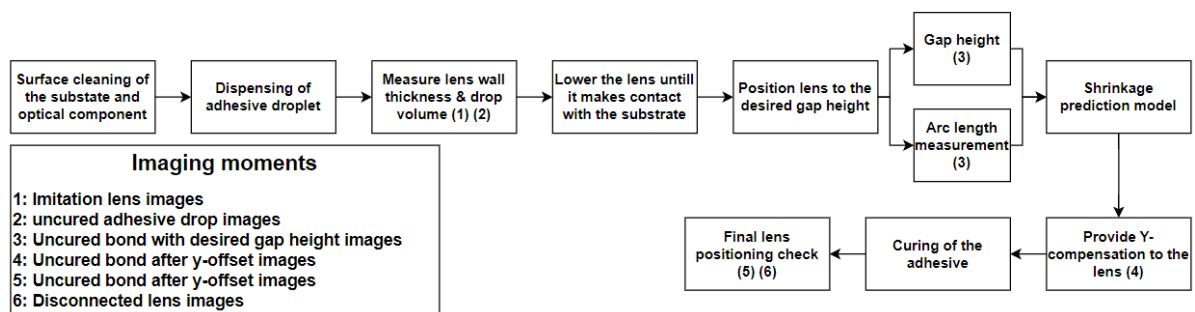 Surface cleaning of
the substate and
optical component
Dispensing of
adhesive droplet
Measure lens wall
thickness & drop
volume (1) (2)
Lower the lens untill
it makes contact
with the substrate
Position lens to the
desired gap height
Gap height
(3)
Arc length
measurement
(3)
Shrinkage
prediction model
Provide Y-
compensation to the
lens (4)
Curing of the
adhesive
Final lens
positioning check
(5) (6)
Imaging moments
1: Imitation lens images
2: uncured adhesive drop images
3: Uncured bond with desired gap height images
4: Uncured bond after y-offset images
5: Uncured bond after y-offset images
6: Disconnected lens images